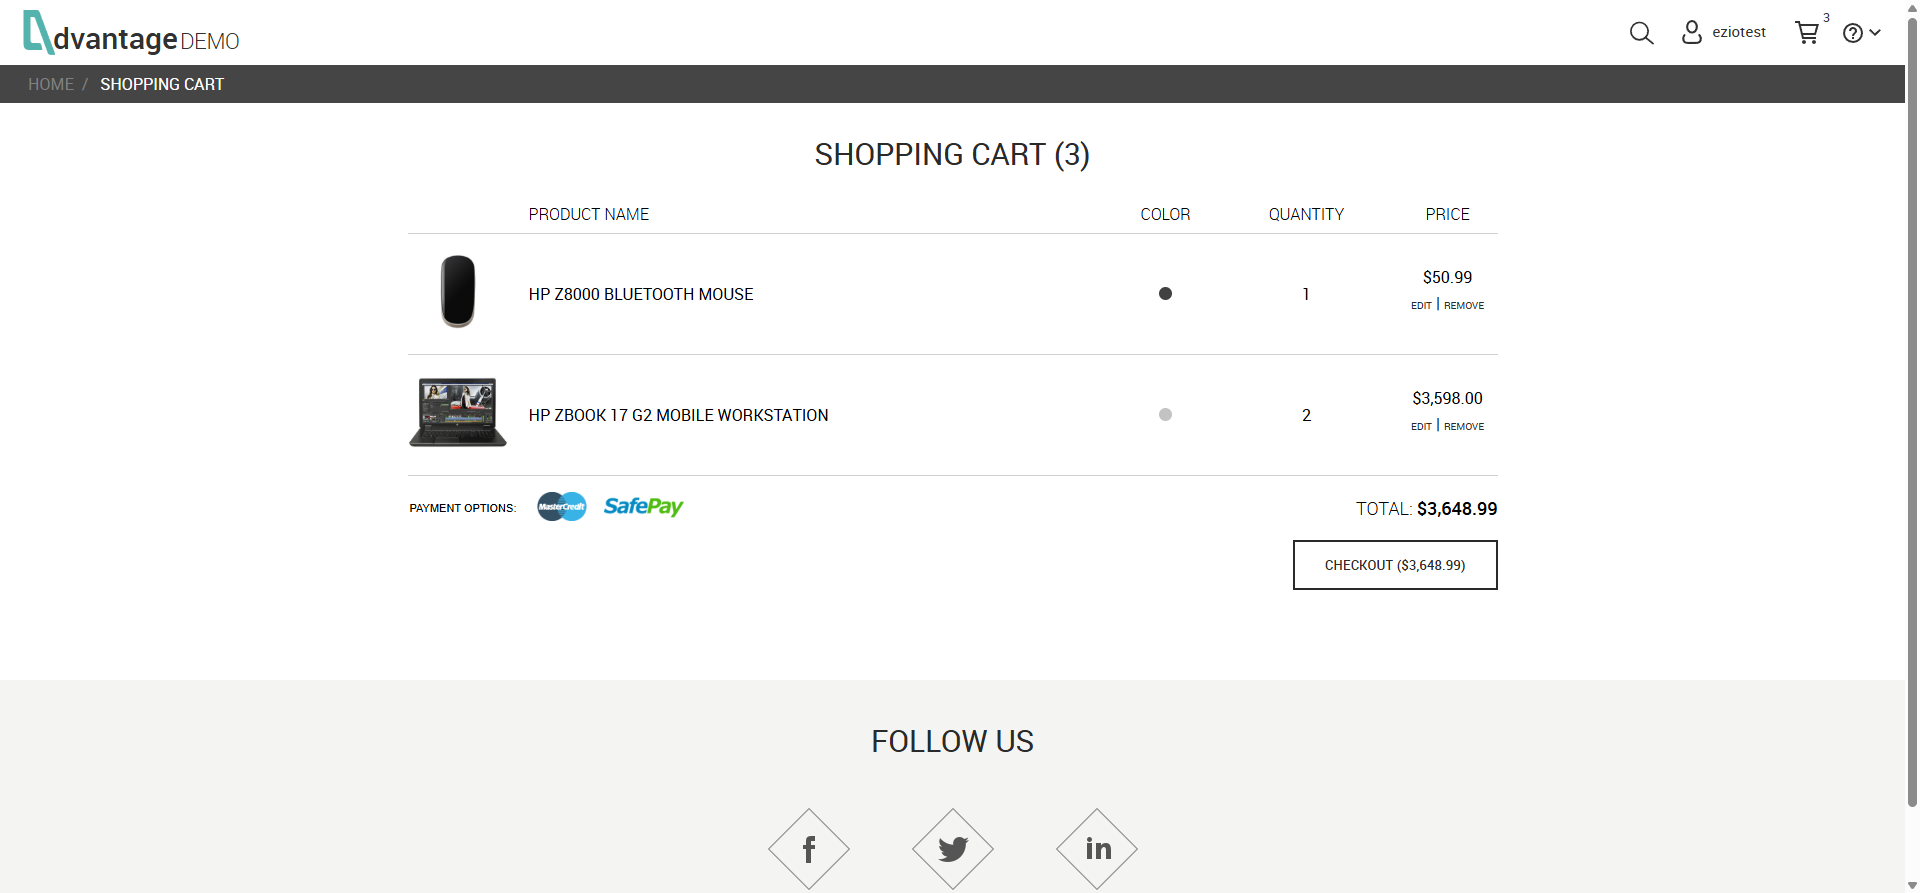 dvantage DEMO
eziotest
3
HOME / SHOPPING CART
SHOPPING CART (3)
PRODUCT NAME COLOR QUANTITY PRICE
HP Z8000 BLUETOOTH MOUSE 1 $50.99
EDIT | REMOVE
HP ZBOOK 17 G2 MOBILE WORKSTATION 2 $3,598.00
EDIT | REMOVE
PAYMENT OPTIONS: MasterCredit SafePay TOTAL: $3,648.99
CHECKOUT ($3,648.99)
FOLLOW US
f
in